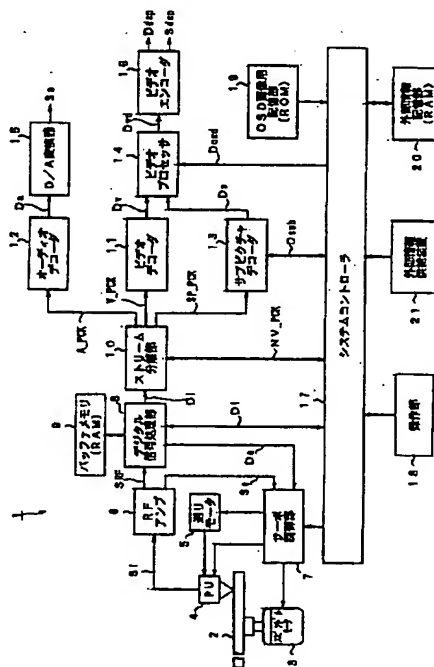 Ddsp
Sdsp
Sa
15
D/A変換器
16
ビデオ
エンコーダ
19
OSD画像用
記憶部
(ROM)
Da
Dvd
12
オーディオ
デコーダ
14
ビデオ
プロセッサ
Dosd
Dv
Ds
11
ビデオ
デコーダ
13
サブピクチャ
デコーダ
Dsub
A_PCK
V_PCK
SP_PCK
NV_PCK
10
ストリーム
分離部
9
バッファメモリ
(RAM)
DI
8
デジタル
信号処理部
SRF
6
RF
アンプ
Se
DI
5
送りモータ
サーボ
制御部
7
SI
PU
4
2
3
システムコントローラ
17
操作部
18
外部情報
供給装置
21
外部情報
記憶部
(RAM)
20